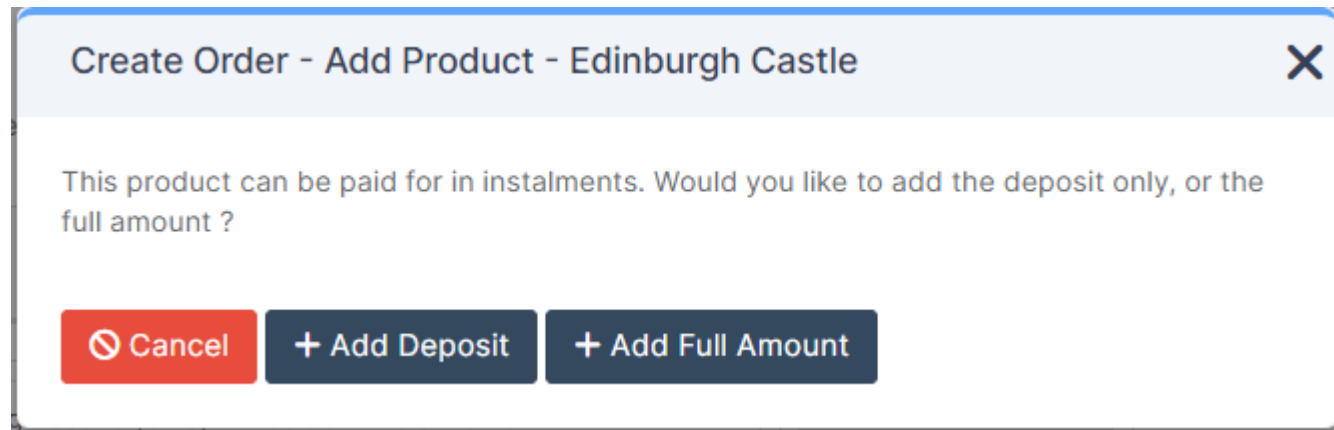 Create Order - Add Product - Edinburgh Castle
This product can be paid for in instalments. Would you like to add the deposit only, or the
full amount ?
Cancel
+ Add Deposit
+ Add Full Amount